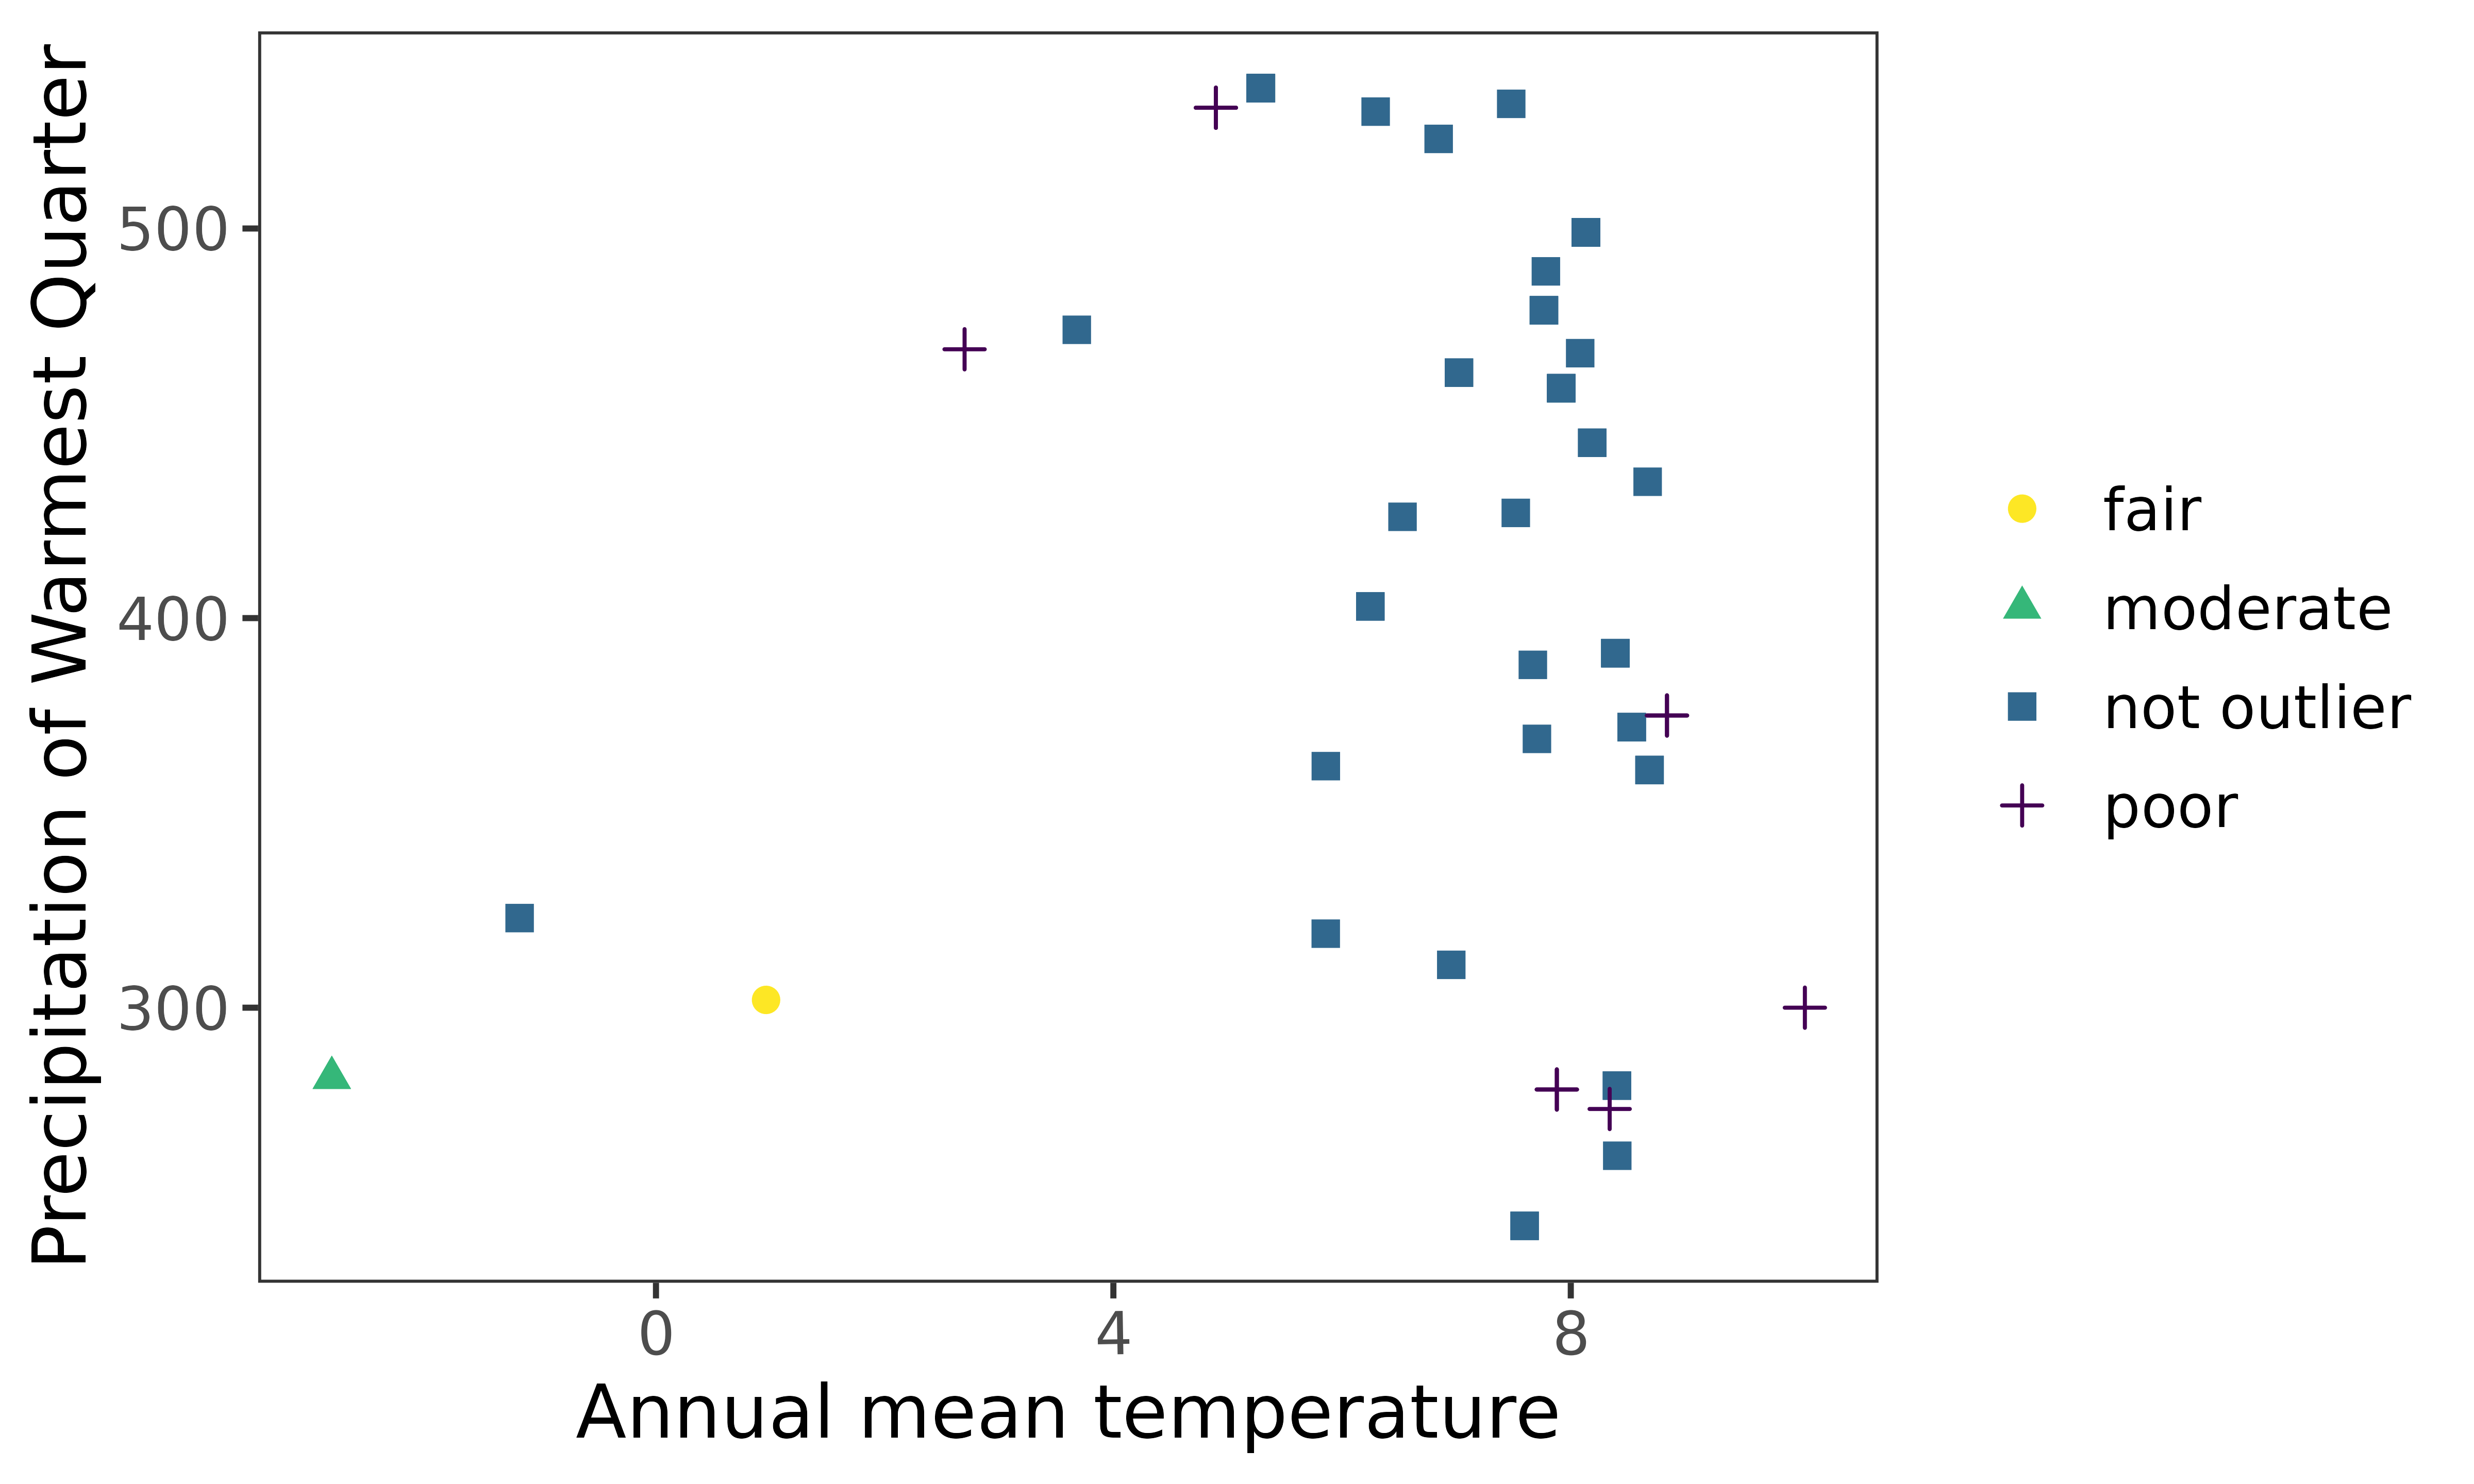 Precipitation of Warmest Quarter
500
400
300
0 4 8
Annual mean temperature
fair
moderate
not outlier
poor